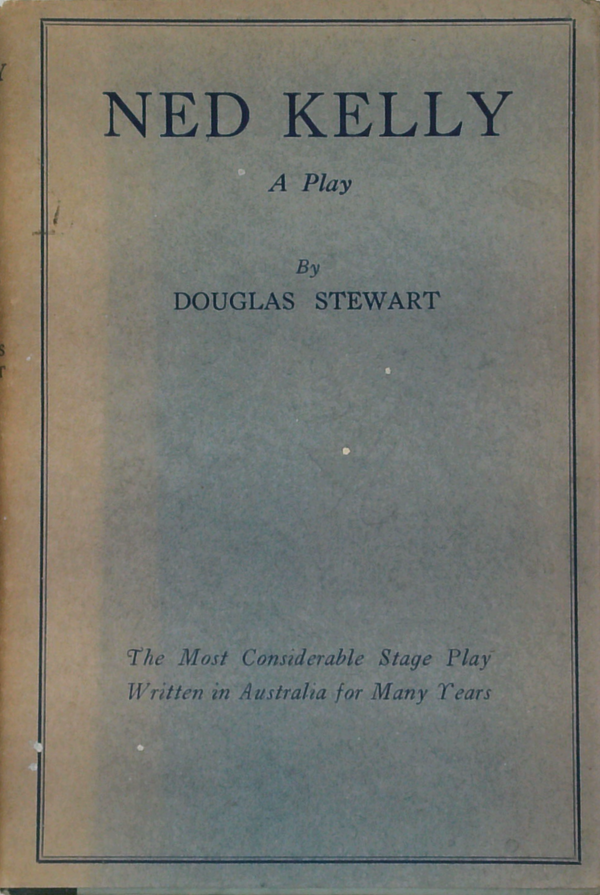 NED KELLY
A Play
By
DOUGLAS STEWART
The Most Considerable Stage Play
Written in Australia for Many Years